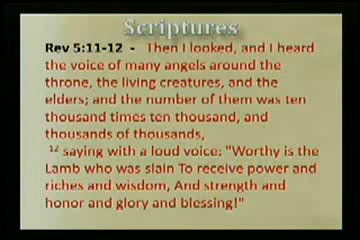 Scriptures
Rev 5:11-12 - Then I looked, and I heard
the voice of many angels around the
throne, the living creatures, and the
elders; and the number of them was ten
thousand times ten thousand, and
thousands of thousands,
12 saying with a loud voice: "Worthy is the
Lamb who was slain To receive power and
riches and wisdom, And strength and
honor and glory and blessing!"